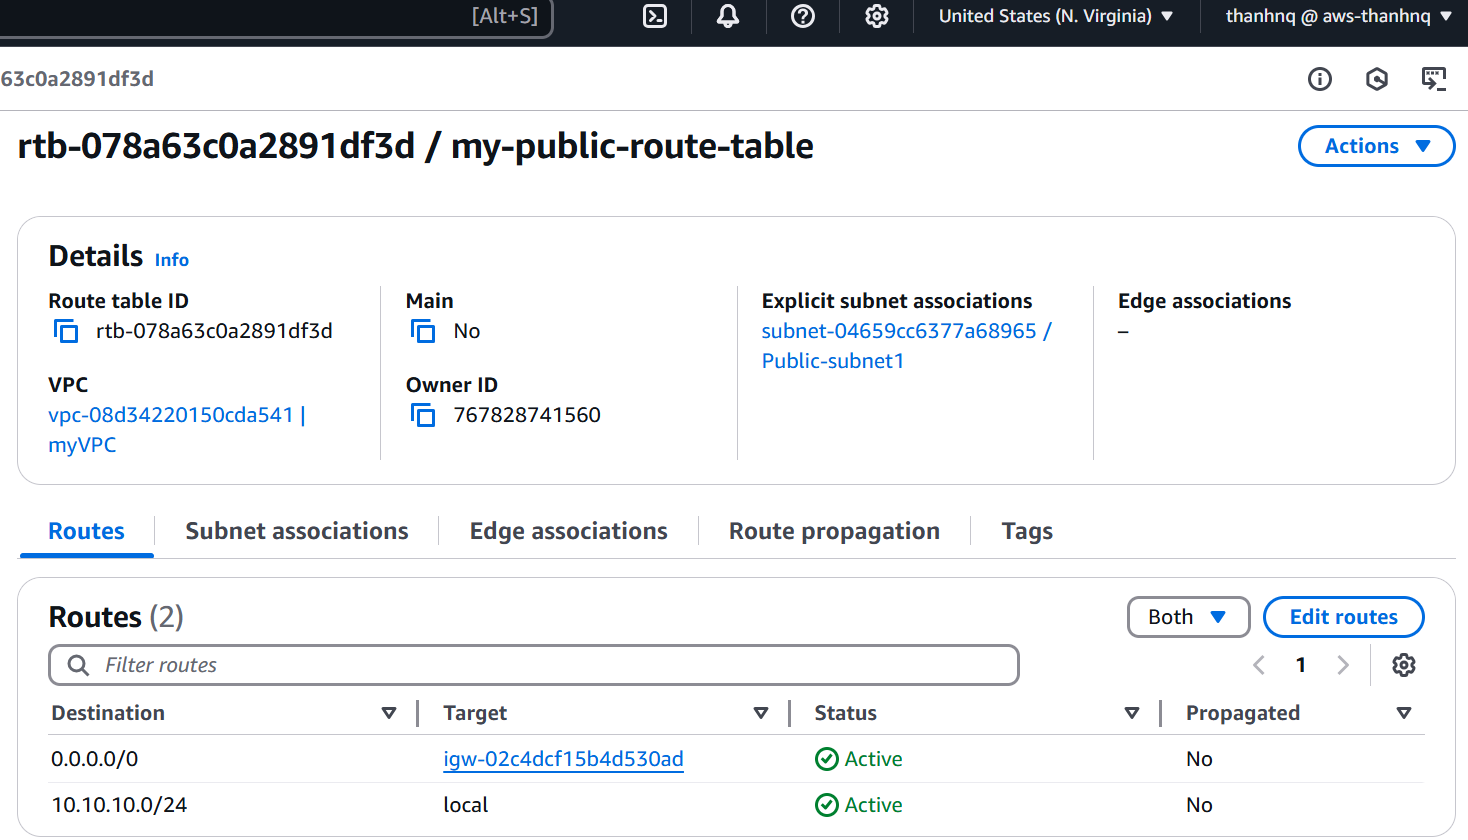 [Alt+S] United States (N. Virginia) thanhnq @ aws-thanhnq
63c0a2891df3d
rtb-078a63c0a2891df3d / my-public-route-table
Actions
Details Info
Route table ID
rtb-078a63c0a2891df3d
Main
No
Explicit subnet associations
subnet-04659cc6377a68965 /
Public-subnet1
Edge associations
–
VPC
vpc-08d34220150cda541 |
myVPC
Owner ID
767828741560
Routes Subnet associations Edge associations Route propagation Tags
Routes (2)
Both Edit routes
Filter routes
1
Destination Target Status Propagated
0.0.0.0/0 igw-02c4dcf15b4d530ad Active No
10.10.10.0/24 local Active No